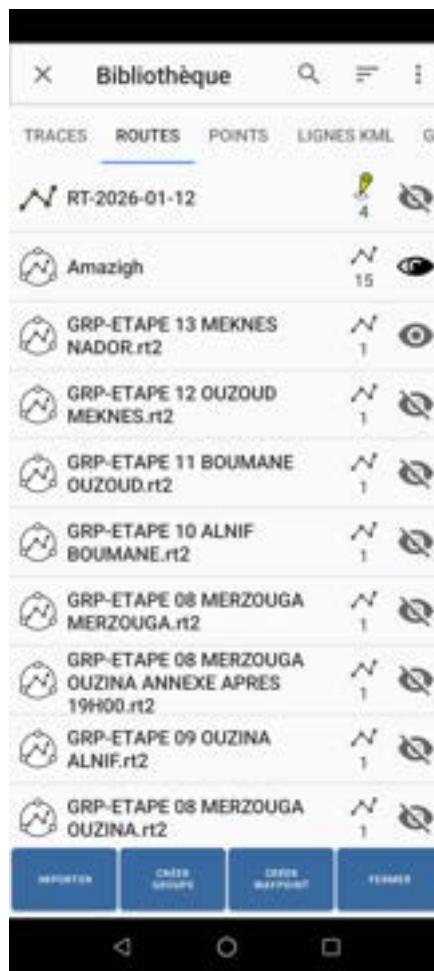 Bibliothèque
TRACES ROUTES POINTS LIGNES KML G
RT-2026-01-12
4
Amazigh
15
GRP-ETAPE 13 MEKNES
NADOR.rt2
1
GRP-ETAPE 12 OUZOUD
MEKNES.rt2
1
GRP-ETAPE 11 BOUMANE
OUZOUD.rt2
1
GRP-ETAPE 10 ALNIF
BOUMANE.rt2
1
GRP-ETAPE 08 MERZOUGA
MERZOUGA.rt2
1
GRP-ETAPE 08 MERZOUGA
OUZINA ANNEXE APRES
19H00.rt2
1
GRP-ETAPE 09 OUZINA
ALNIF.rt2
1
GRP-ETAPE 08 MERZOUGA
OUZINA.rt2
1
IMPORTER
CRÉER
GROUPE
CRÉER
WAYPOINT
FERMER